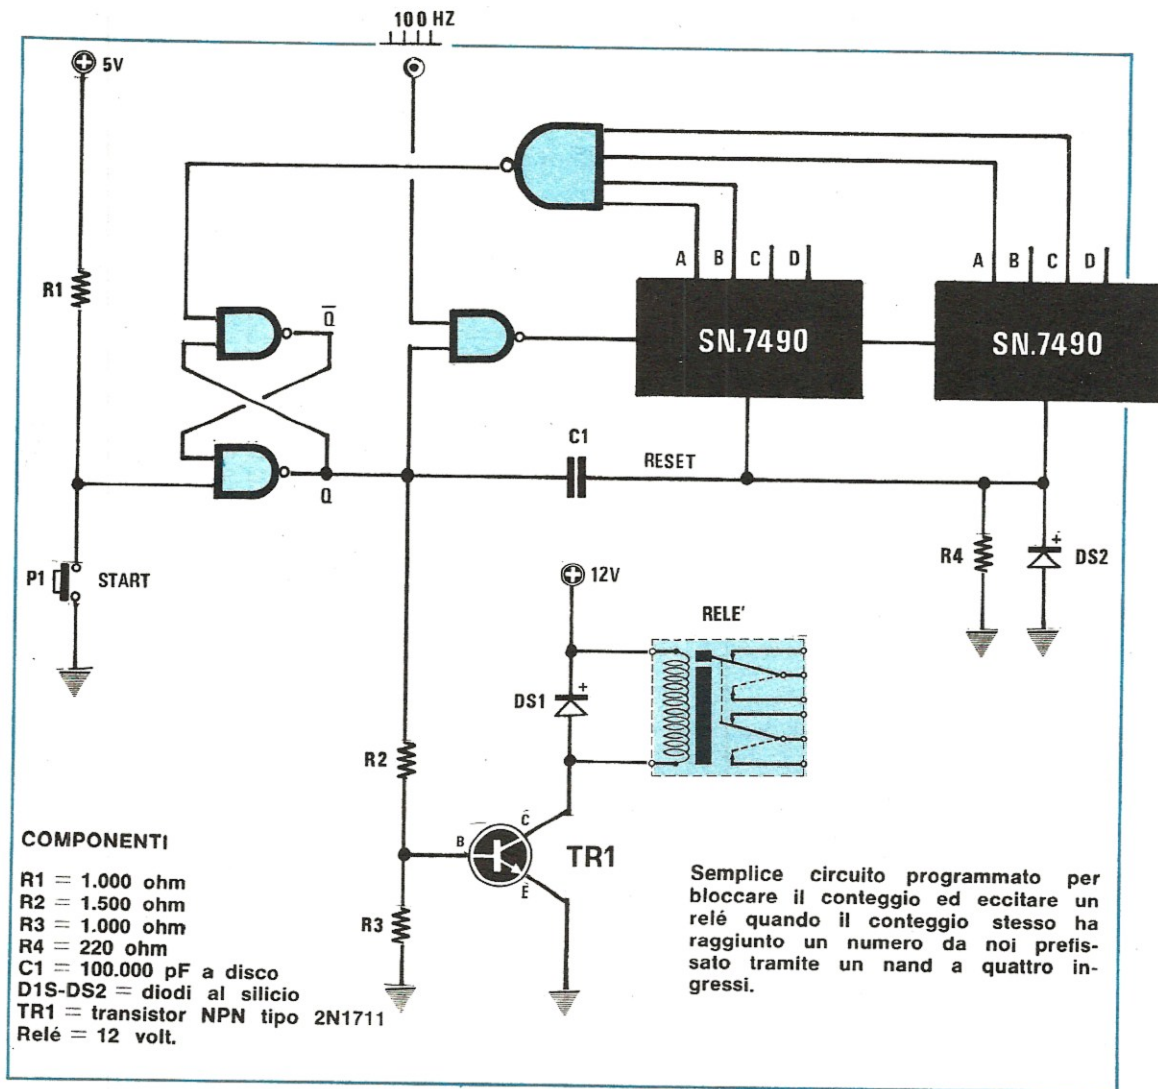 100 HZ
5V
R1
A B C D
A B C D
Q̅
SN.7490
SN.7490
C1
RESET
Q
P1 START
R4
DS2
12V
RELE'
DS1
R2
B
C
E
TR1
R3
COMPONENTI
R1 = 1.000 ohm
R2 = 1.500 ohm
R3 = 1.000 ohm
R4 = 220 ohm
C1 = 100.000 pF a disco
D1S-DS2 = diodi al silicio
TR1 = transistor NPN tipo 2N1711
Relé = 12 volt.
Semplice circuito programmato per
bloccare il conteggio ed eccitare un
relé quando il conteggio stesso ha
raggiunto un numero da noi prefis-
sato tramite un nand a quattro in-
gressi.